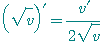 (√v)′ = v′ / 2√v